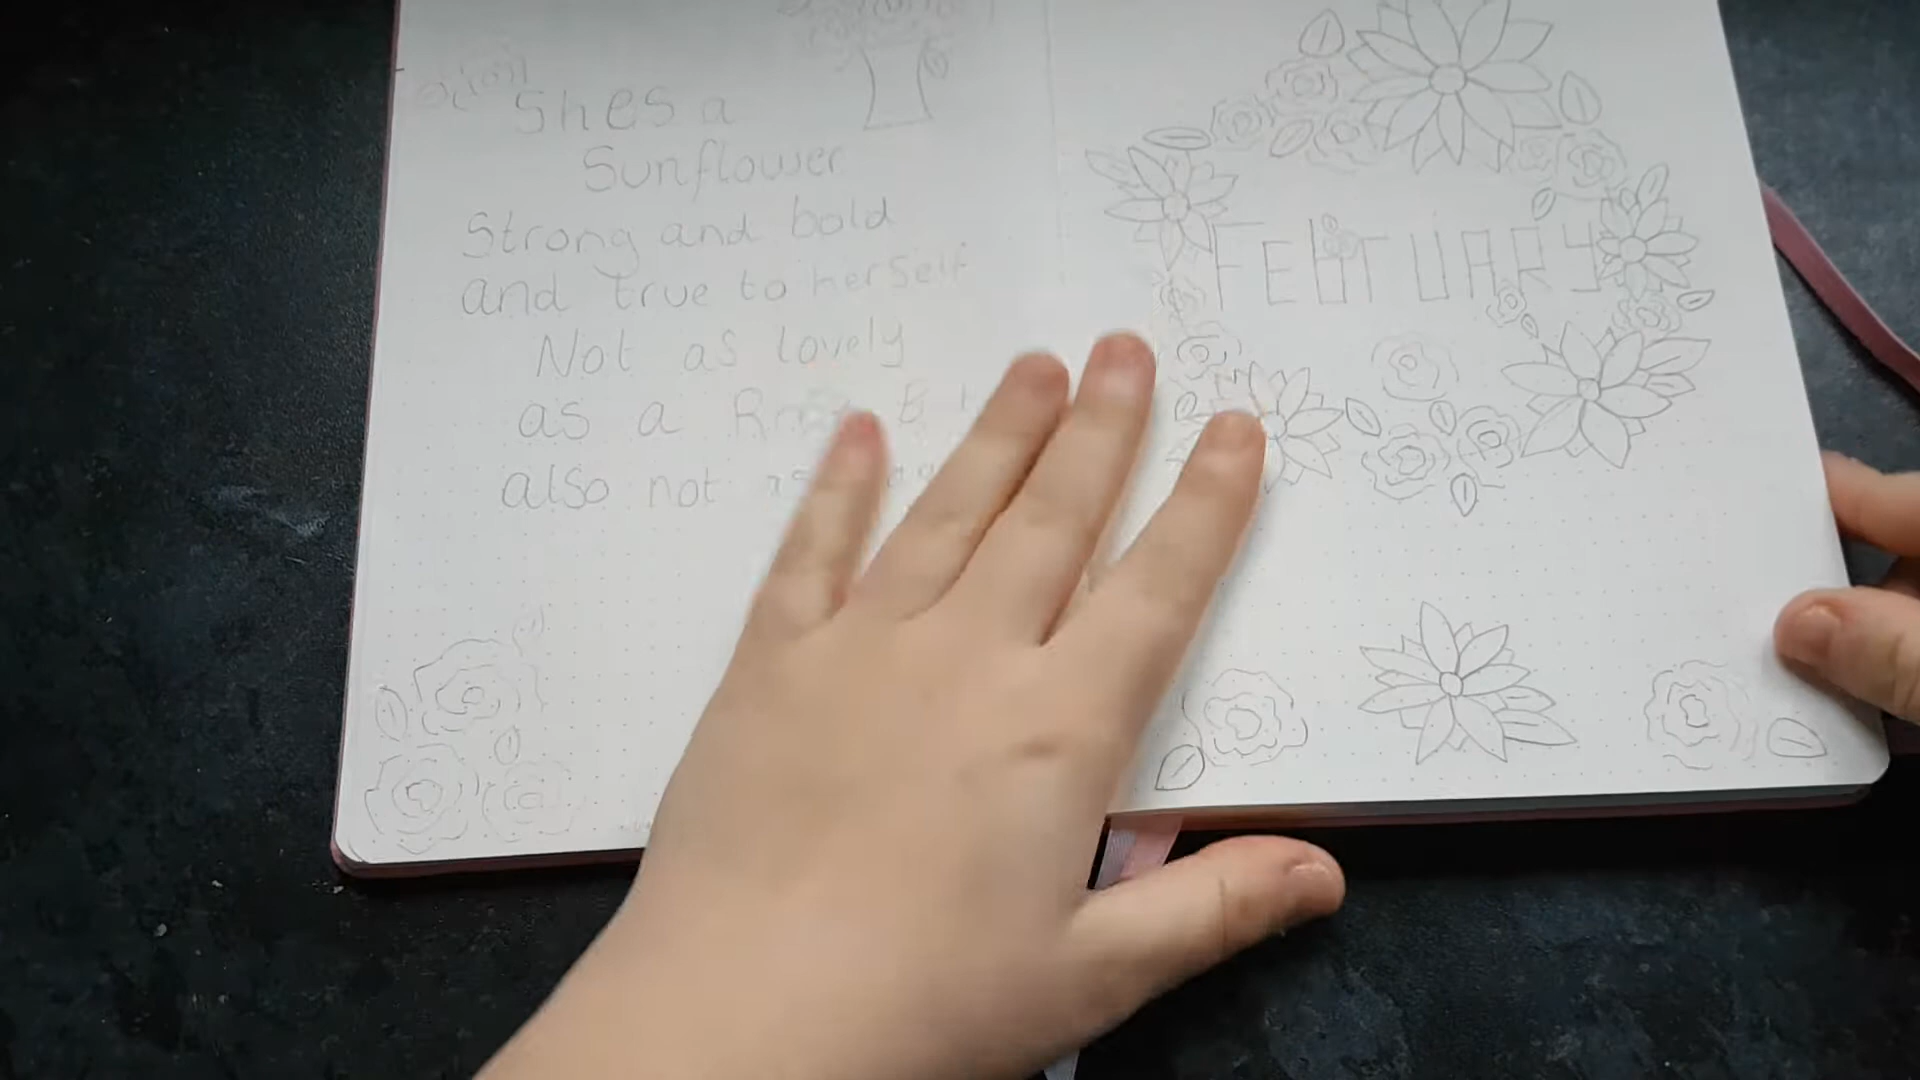 Shes a
Sunflower
Strong and bold
and true to herself
Not as lovely
as a
also not
FEbrUARY